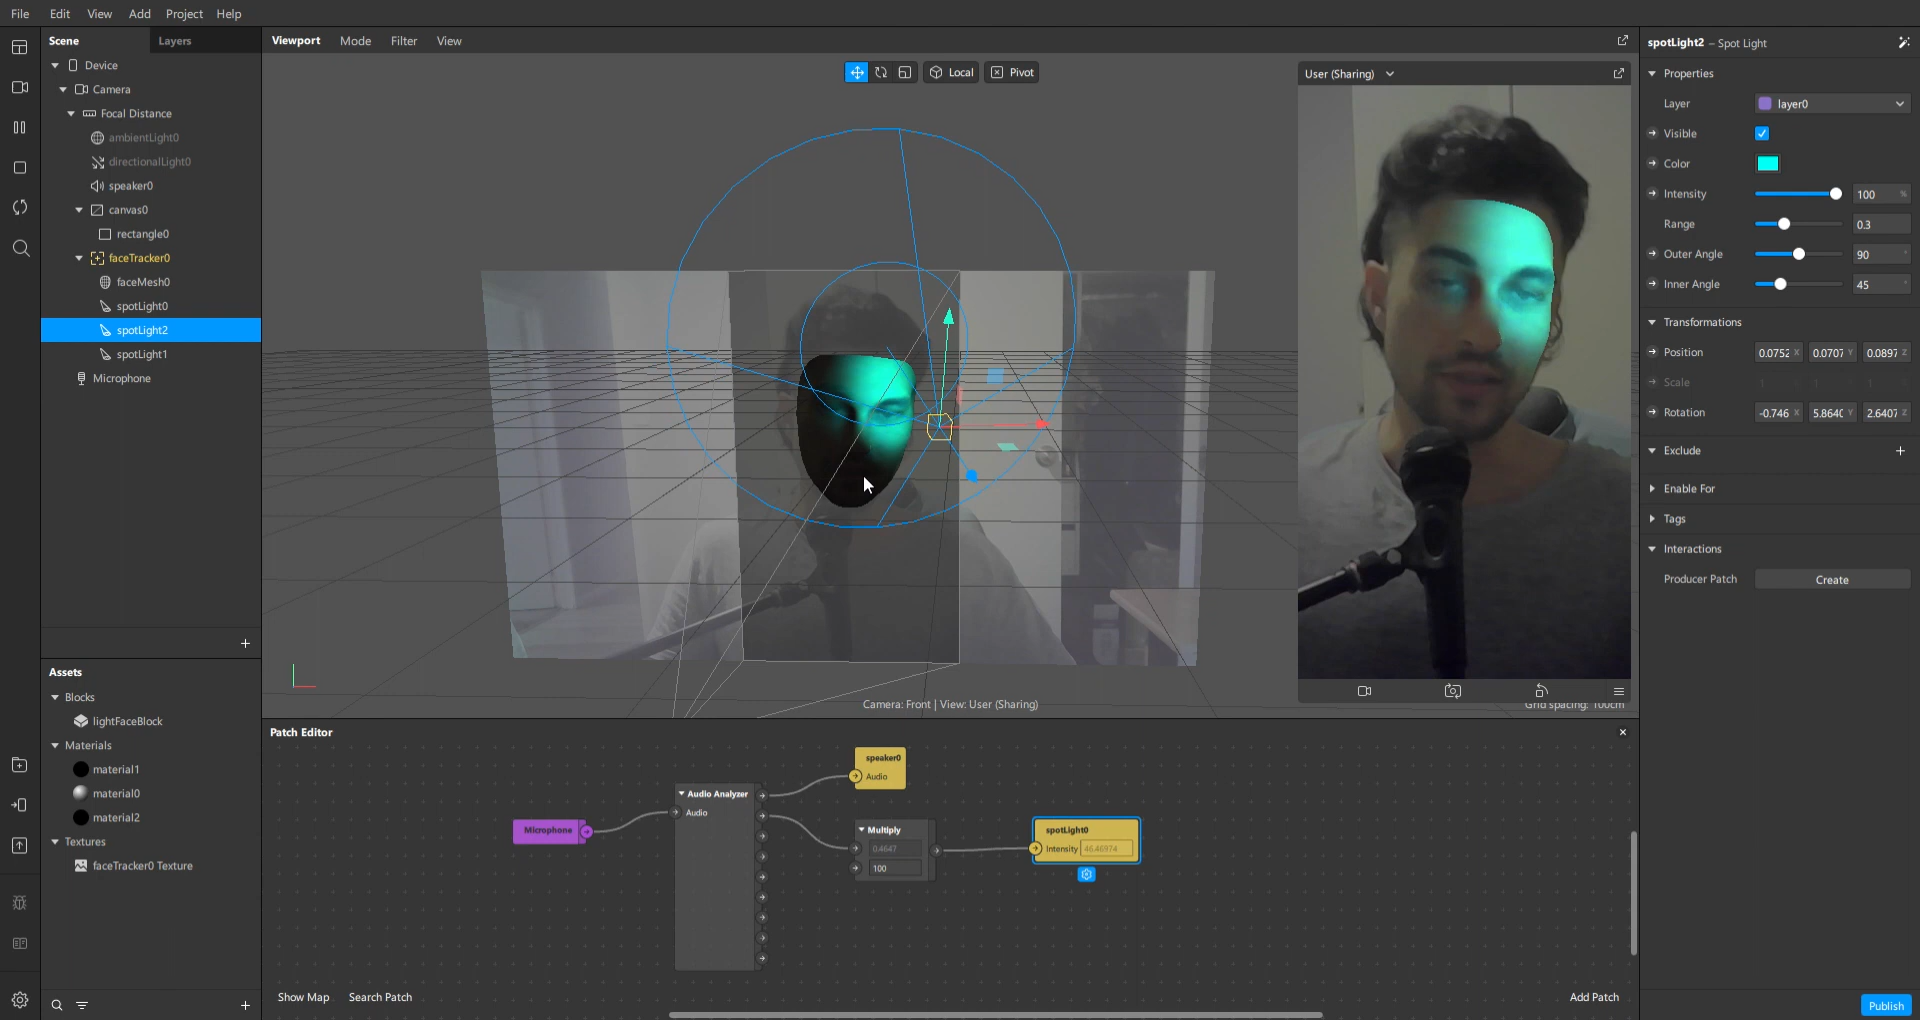 File Edit View Add Project Help
Scene Layers
Device
Camera
Focal Distance
ambientLight0
directionalLight0
speaker0
canvas0
rectangle0
faceTracker0
faceMesh0
spotLight0
spotLight2
spotLight1
Microphone
Assets
Blocks
lightFaceBlock
Materials
material1
material0
material2
Textures
faceTracker0 Texture
Viewport Mode Filter View
Local Pivot
User (Sharing)
Camera: Front | View: User (Sharing)
Grid spacing: 100cm
Patch Editor
speaker0
Audio
Audio Analyzer
Audio
Microphone
Multiply
0.4647
100
spotLight0
Intensity 46.46974
Show Map Search Patch
Add Patch
spotLight2 – Spot Light
Properties
Layer layer0
Visible
Color
Intensity 100 %
Range 0.3
Outer Angle 90 °
Inner Angle 45 °
Transformations
Position 0.0752 X 0.0707 Y 0.0897 Z
Scale 1 1 1
Rotation -0.746 X 5.8640 Y 2.6407 Z
Exclude
Enable For
Tags
Interactions
Producer Patch Create
Publish